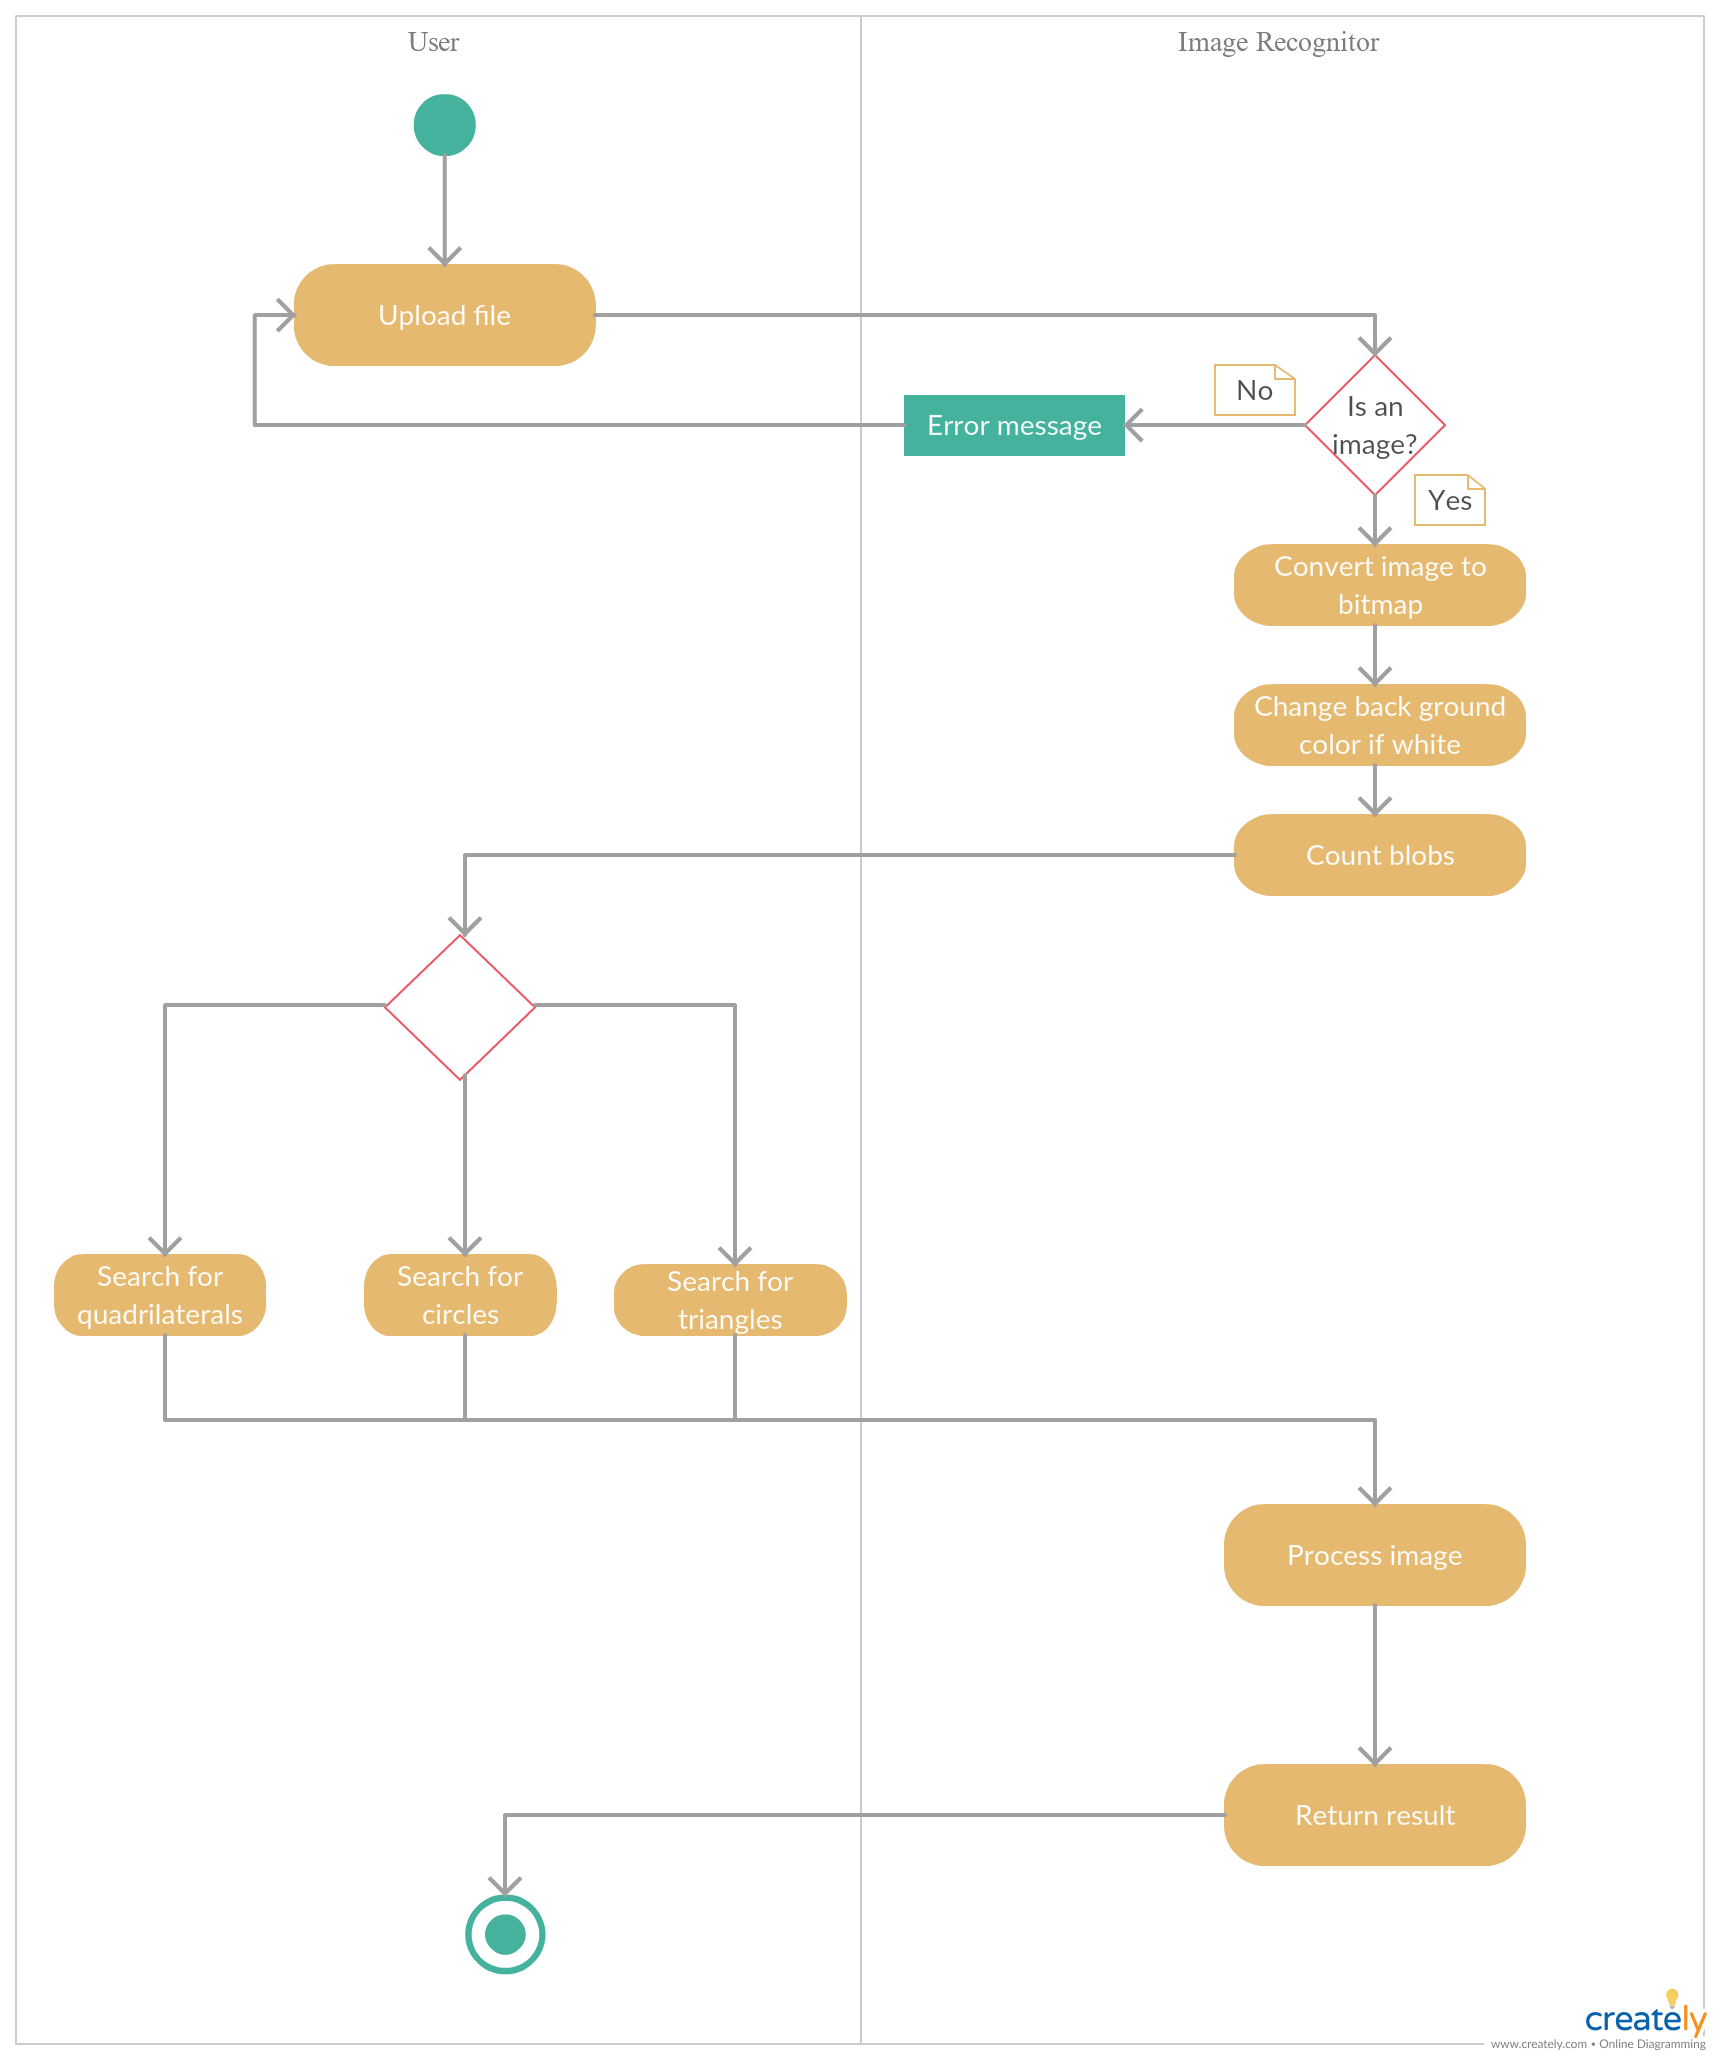 User
Image Recognitor
Upload file
No
Is an
image?
Error message
Yes
Convert image to
bitmap
Change back ground
color if white
Count blobs
Search for
quadrilaterals
Search for
circles
Search for
triangles
Process image
Return result
creately
www.creately.com • Online Diagramming